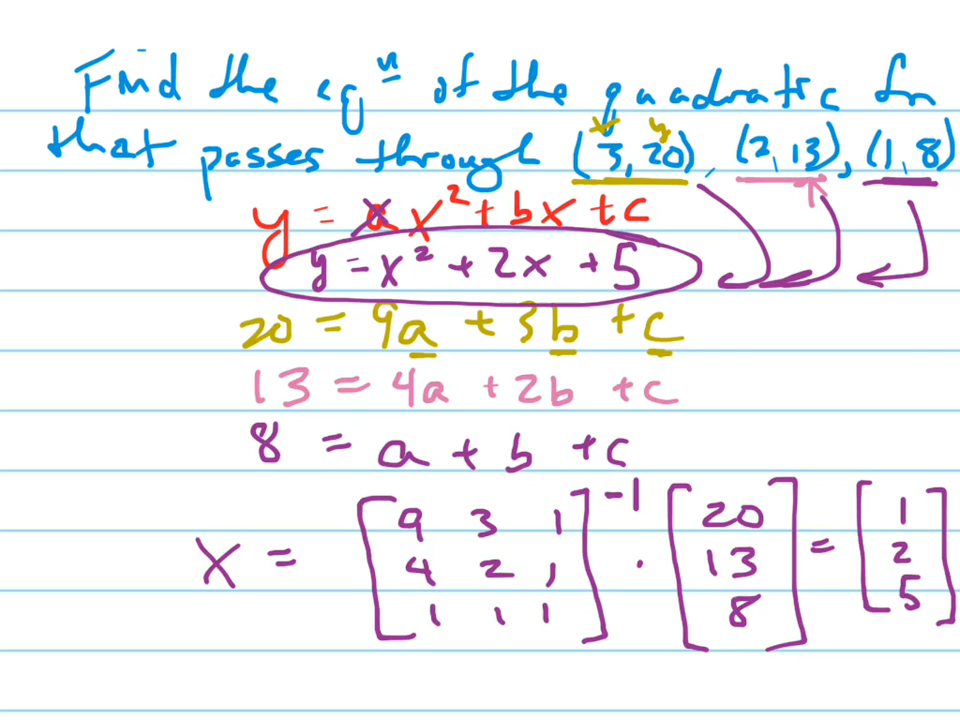 Find the eqn of the quadratic fn
that passes through (3, 20), (2, 13), (1, 8)
x y
y = ax² + bx + c
y = x² + 2x + 5
20 = 9a + 3b + c
13 = 4a + 2b + c
8 = a + b + c
X = [9 3 1; 4 2 1; 1 1 1]⁻¹ · [20; 13; 8] = [1; 2; 5]